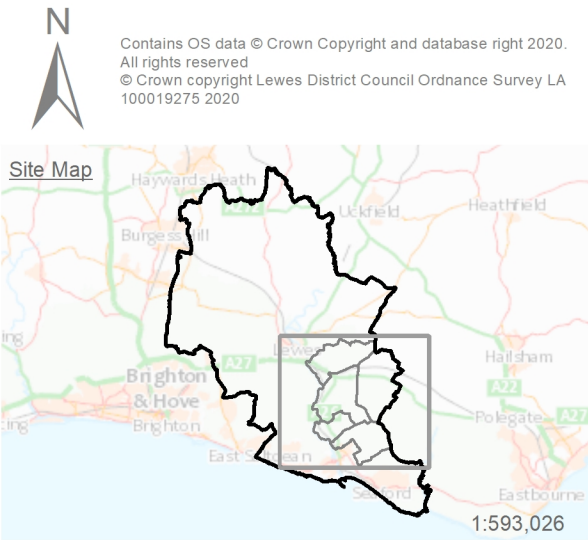 N
Contains OS data © Crown Copyright and database right 2020.
All rights reserved
© Crown copyright Lewes District Council Ordnance Survey LA
100019275 2020
Site Map
Haywards Heath
Uckfield
Heathfield
Burgess Hill
Lewes
A27
Hailsham
Brighton
& Hove
A22
Brighton
Polegate
A27
East Saltdean
Seaford
Eastbourne
1:593,026